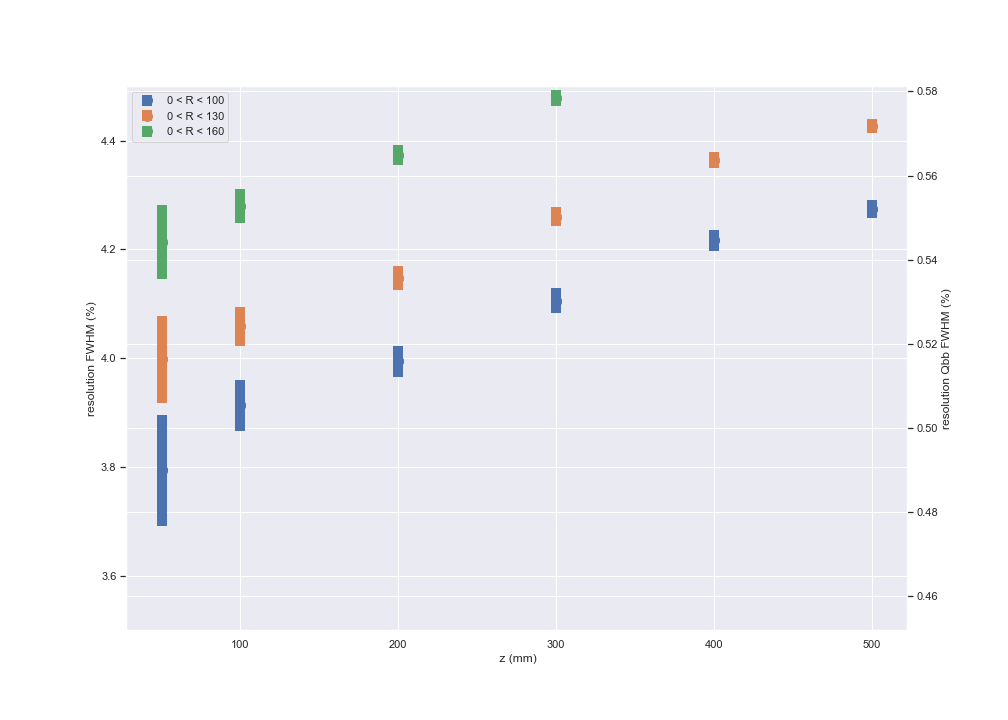 0 < R < 100
0 < R < 130
0 < R < 160
4.4
4.2
4.0
3.8
3.6
resolution FWHM (%)
0.58
0.56
0.54
0.52
0.50
0.48
0.46
resolution Qbb FWHM (%)
100
200
300
400
500
z (mm)